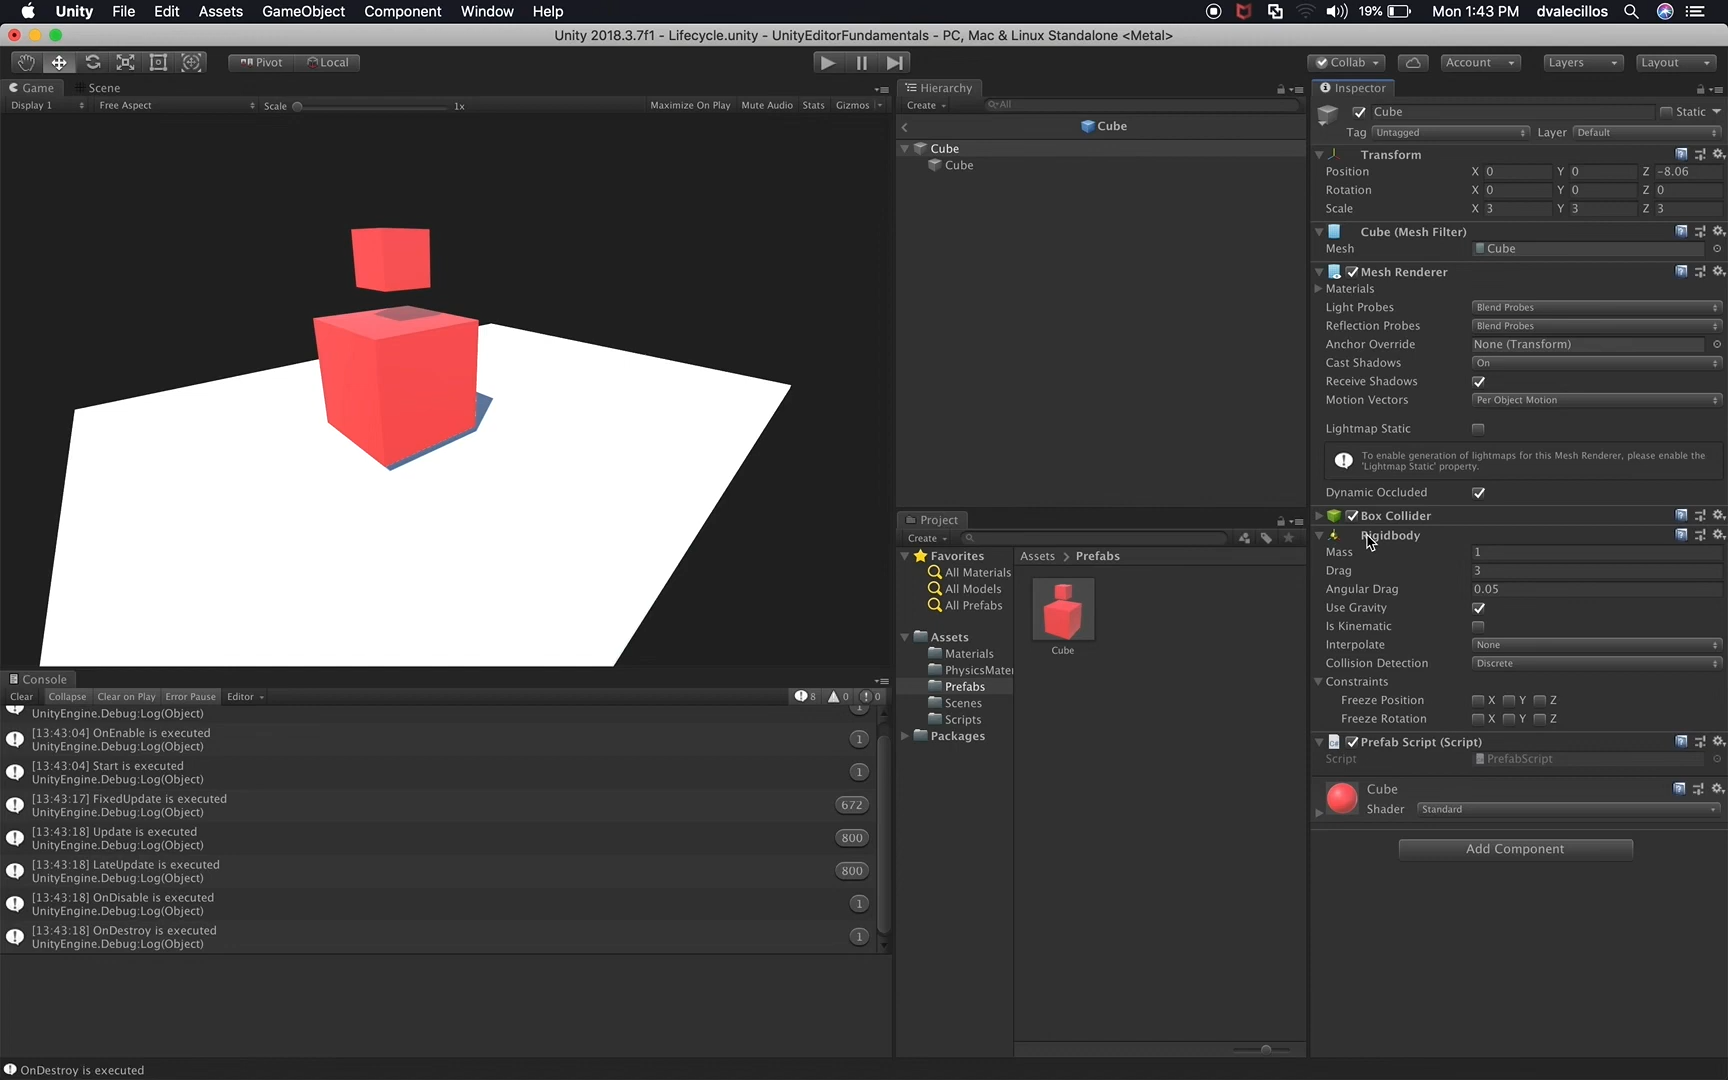 Unity File Edit Assets GameObject Component Window Help 19% Mon 1:43 PM dvalecillos
Unity 2018.3.7f1 - Lifecycle.unity - UnityEditorFundamentals - PC, Mac & Linux Standalone <Metal>
Pivot Local Collab Account Layers Layout
Game Scene
Display 1 Free Aspect Scale 1x Maximize On Play Mute Audio Stats Gizmos
Console
Clear Collapse Clear on Play Error Pause Editor 8 0 0
UnityEngine.Debug:Log(Object) 1
[13:43:04] OnEnable is executed
UnityEngine.Debug:Log(Object) 1
[13:43:04] Start is executed
UnityEngine.Debug:Log(Object) 1
[13:43:17] FixedUpdate is executed
UnityEngine.Debug:Log(Object) 672
[13:43:18] Update is executed
UnityEngine.Debug:Log(Object) 800
[13:43:18] LateUpdate is executed
UnityEngine.Debug:Log(Object) 800
[13:43:18] OnDisable is executed
UnityEngine.Debug:Log(Object) 1
[13:43:18] OnDestroy is executed
UnityEngine.Debug:Log(Object) 1
OnDestroy is executed
Hierarchy
Create All
Cube
Cube
Cube
Project
Create
Favorites
All Materials
All Models
All Prefabs
Assets
Materials
PhysicsMater
Prefabs
Scenes
Scripts
Packages
Assets > Prefabs
Cube
Inspector
Cube Static
Tag Untagged Layer Default
Transform
Position X 0 Y 0 Z -8.06
Rotation X 0 Y 0 Z 0
Scale X 3 Y 3 Z 3
Cube (Mesh Filter)
Mesh Cube
Mesh Renderer
Materials
Light Probes Blend Probes
Reflection Probes Blend Probes
Anchor Override None (Transform)
Cast Shadows On
Receive Shadows
Motion Vectors Per Object Motion
Lightmap Static
To enable generation of lightmaps for this Mesh Renderer, please enable the
'Lightmap Static' property.
Dynamic Occluded
Box Collider
Rigidbody
Mass 1
Drag 3
Angular Drag 0.05
Use Gravity
Is Kinematic
Interpolate None
Collision Detection Discrete
Constraints
Freeze Position X Y Z
Freeze Rotation X Y Z
Prefab Script (Script)
Script PrefabScript
Cube
Shader Standard
Add Component